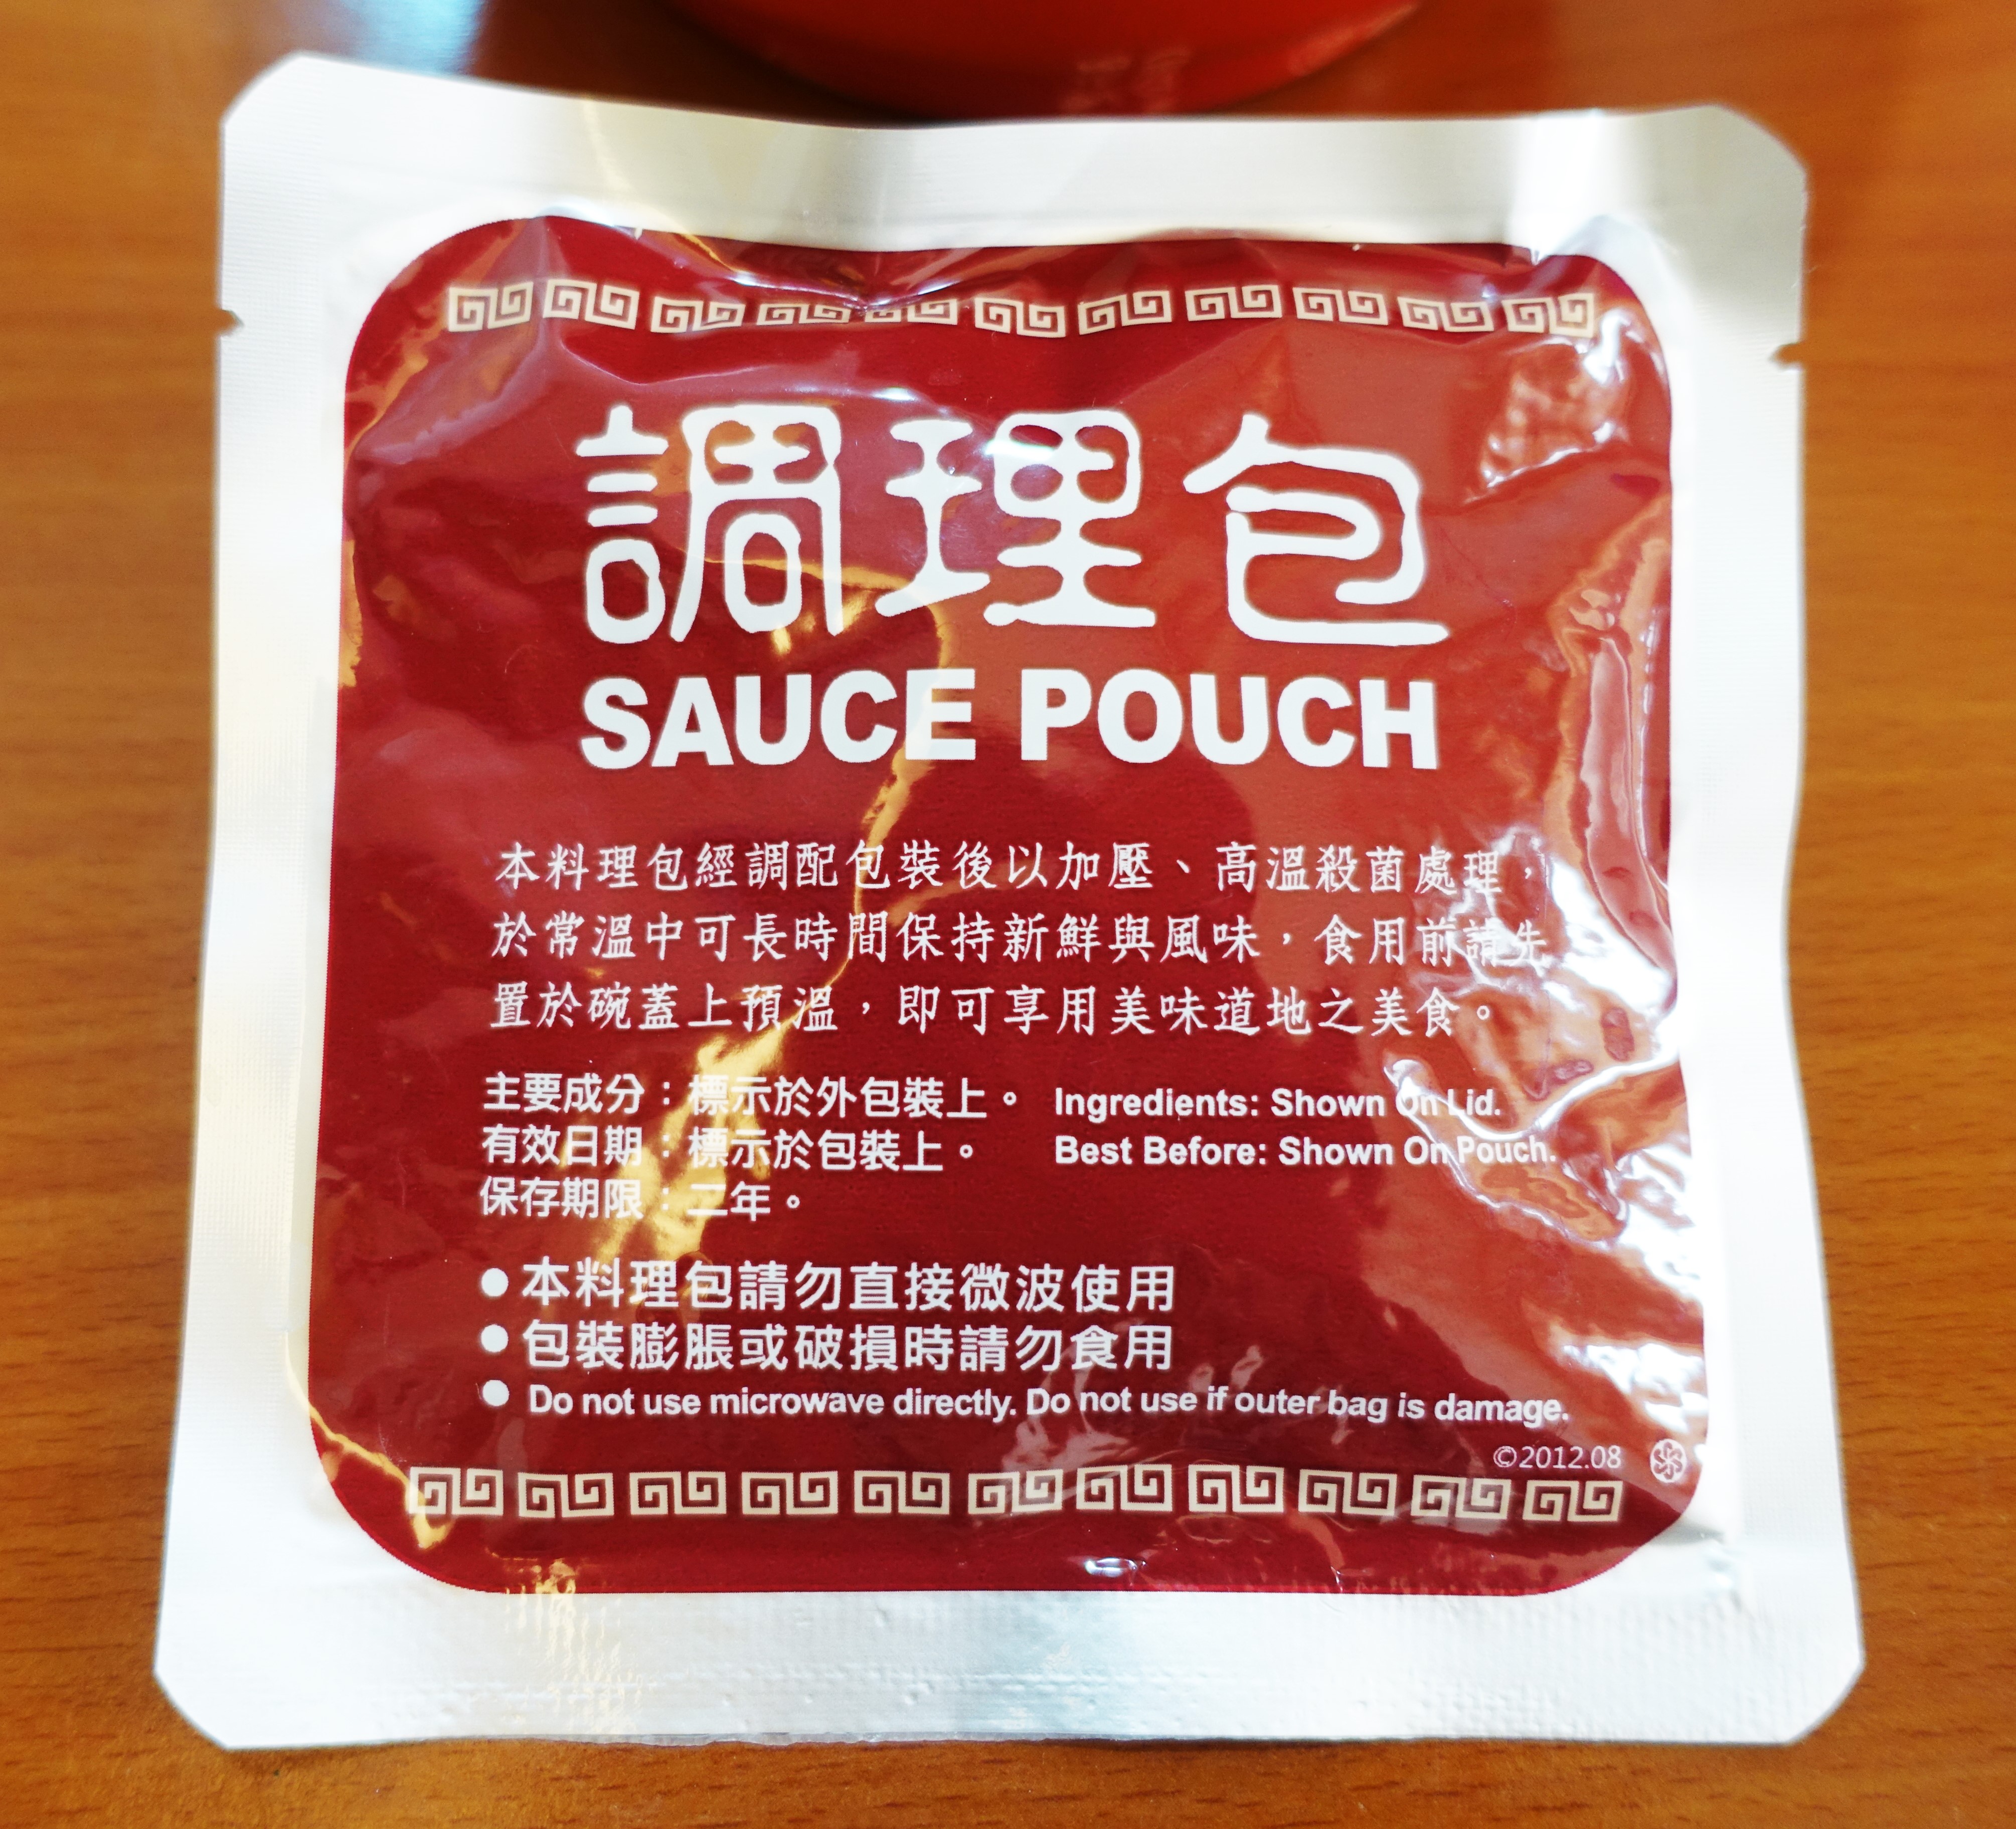 調理包
SAUCE POUCH
本料理包經調配包裝後以加壓、高溫殺菌處理，
於常溫中可長時間保持新鮮與風味，食用前請先
置於碗蓋上預溫，即可享用美味道地之美食。
主要成分：標示於外包裝上。 Ingredients: Shown On Lid.
有效日期：標示於包裝上。 Best Before: Shown On Pouch.
保存期限：二年。
●本料理包請勿直接微波使用
●包裝膨脹或破損時請勿食用
●Do not use microwave directly. Do not use if outer bag is damage.
©2012.08